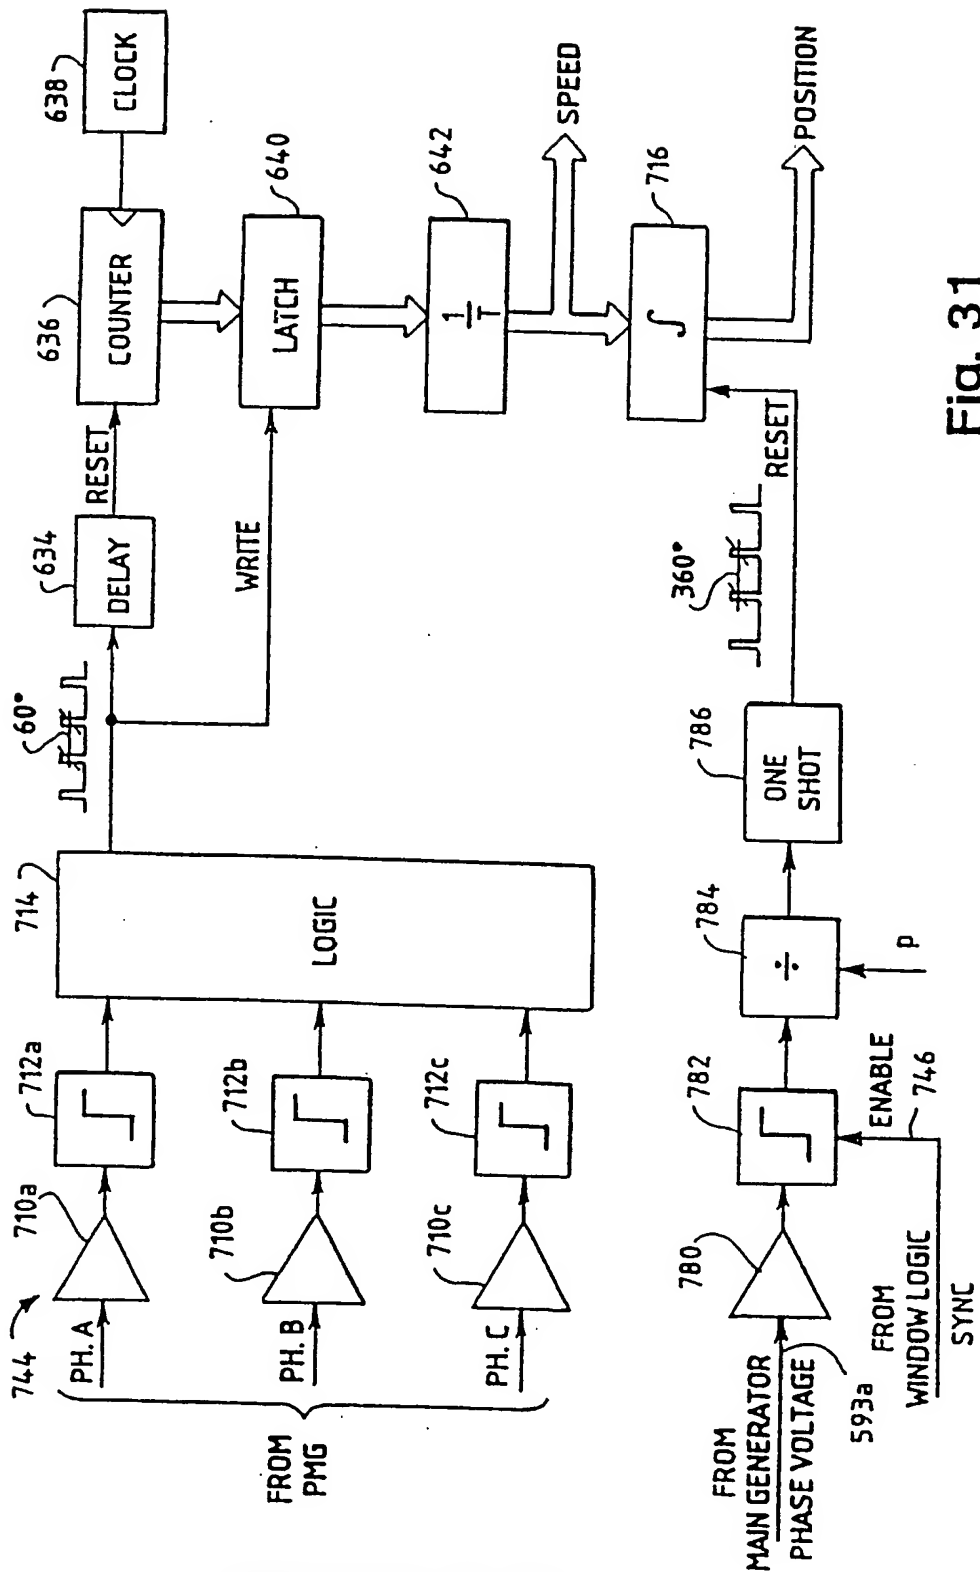 744
710a
712a
714
60°
634
636
638
PH. A
DELAY
RESET
COUNTER
CLOCK
FROM
PMG
PH. B
710b
712b
LOGIC
WRITE
LATCH
640
PH. C
710c
712c
1
T
642
SPEED
FROM
MAIN GENERATOR
PHASE VOLTAGE
593a
780
782
784
÷
786
ONE
SHOT
360°
RESET
∫
716
POSITION
FROM
WINDOW LOGIC
SYNC
ENABLE
746
P
Fig. 31